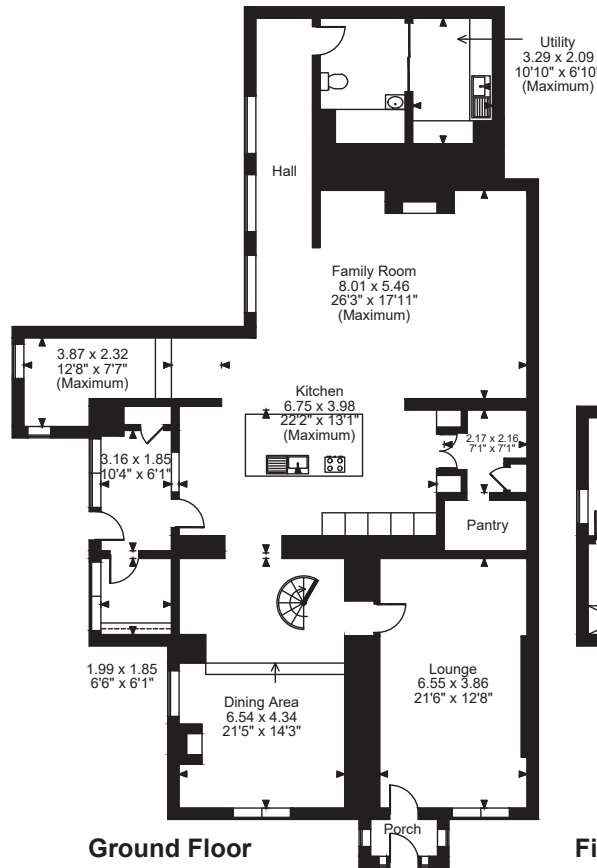 Utility
3.29 x 2.09
10'10" x 6'10"
(Maximum)
Hall
Family Room
8.01 x 5.46
26'3" x 17'11"
(Maximum)
3.87 x 2.32
12'8" x 7'7"
(Maximum)
Kitchen
6.75 x 3.98
22'2" x 13'1"
(Maximum)
3.16 x 1.85
10'4" x 6'1"
2.17 x 2.16
7'1" x 7'1"
Pantry
1.99 x 1.85
6'6" x 6'1"
Lounge
6.55 x 3.86
21'6" x 12'8"
Dining Area
6.54 x 4.34
21'5" x 14'3"
Porch
Ground Floor
Fi